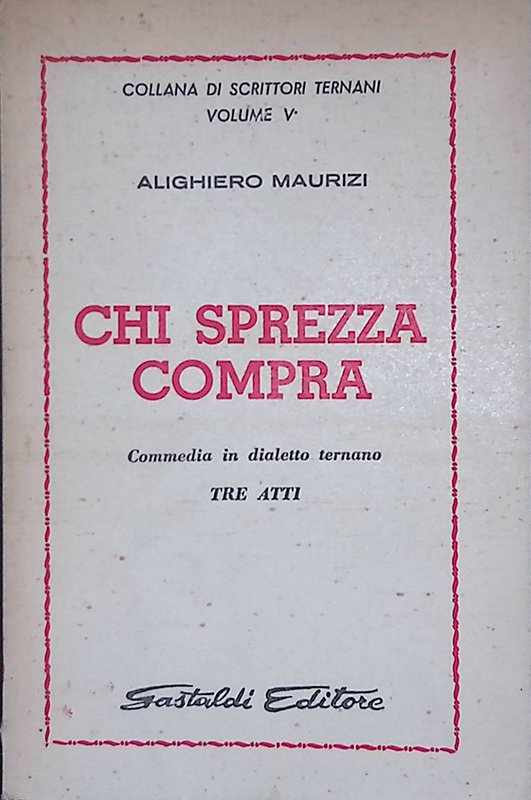 COLLANA DI SCRITTORI TERNANI
VOLUME V·
ALIGHIERO MAURIZI
CHI SPREZZA
COMPRA
Commedia in dialetto ternano
TRE ATTI
Gastaldi Editore